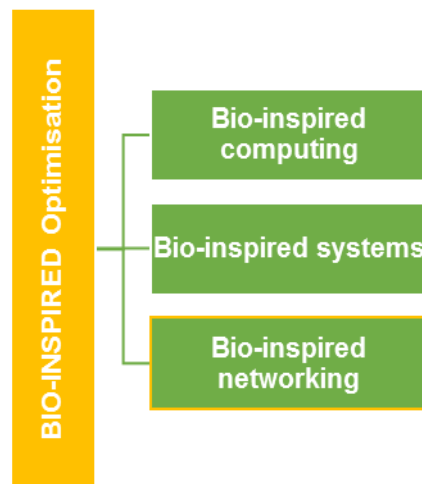 BIO-INSPIRED Optimisation
Bio-inspired
computing
Bio-inspired systems
Bio-inspired
networking